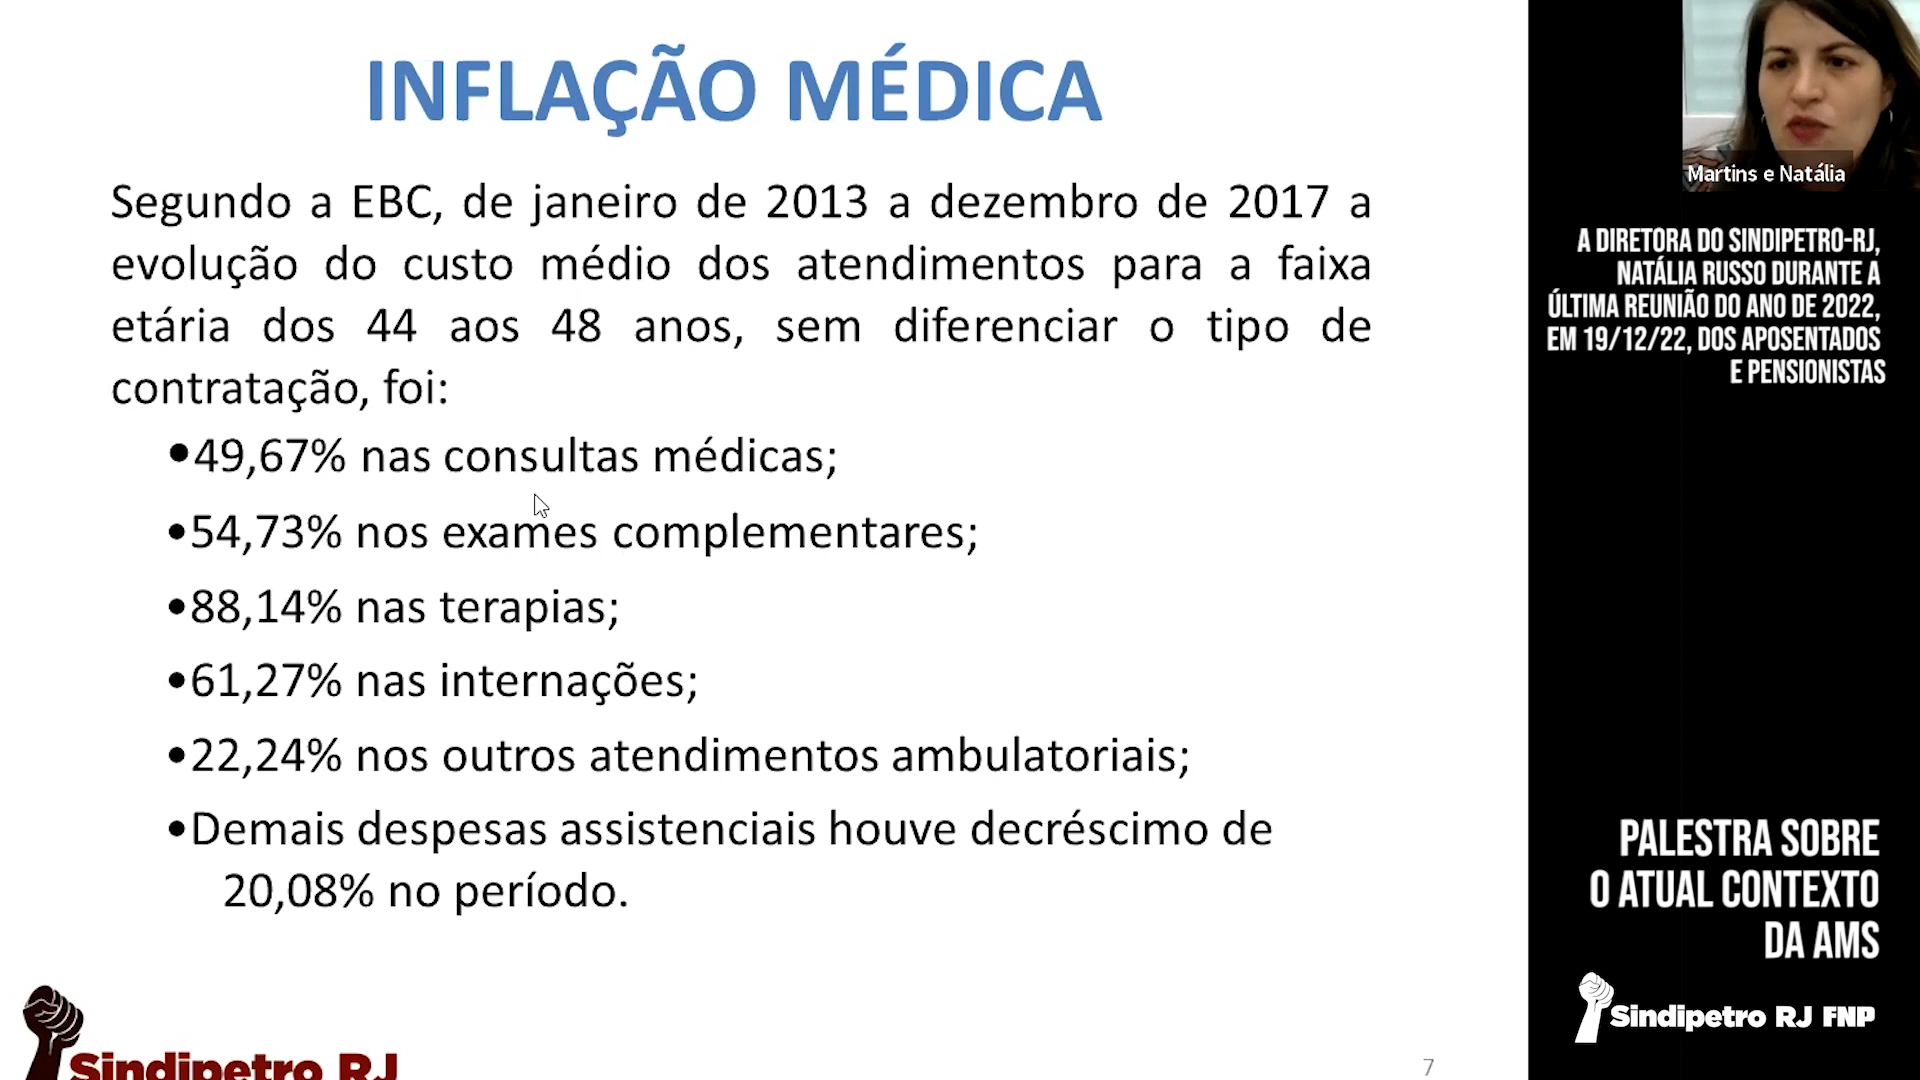 INFLAÇÃO MÉDICA
Segundo a EBC, de janeiro de 2013 a dezembro de 2017 a
evolução do custo médio dos atendimentos para a faixa
etária dos 44 aos 48 anos, sem diferenciar o tipo de
contratação, foi:
•49,67% nas consultas médicas;
•54,73% nos exames complementares;
•88,14% nas terapias;
•61,27% nas internações;
•22,24% nos outros atendimentos ambulatoriais;
•Demais despesas assistenciais houve decréscimo de
20,08% no período.
Sindipetro RJ
7
Martins e Natália
A DIRETORA DO SINDIPETRO-RJ,
NATÁLIA RUSSO DURANTE A
ÚLTIMA REUNIÃO DO ANO DE 2022,
EM 19/12/22, DOS APOSENTADOS
E PENSIONISTAS
PALESTRA SOBRE
O ATUAL CONTEXTO
DA AMS
Sindipetro RJ FNP